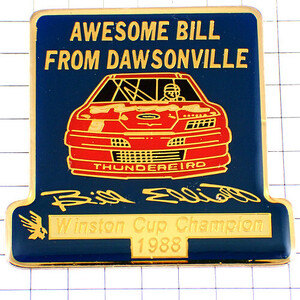 AWESOME BILL
FROM DAWSONVILLE
THUNDERBIRD
Bill Elliott
Winston Cup Champion
1988